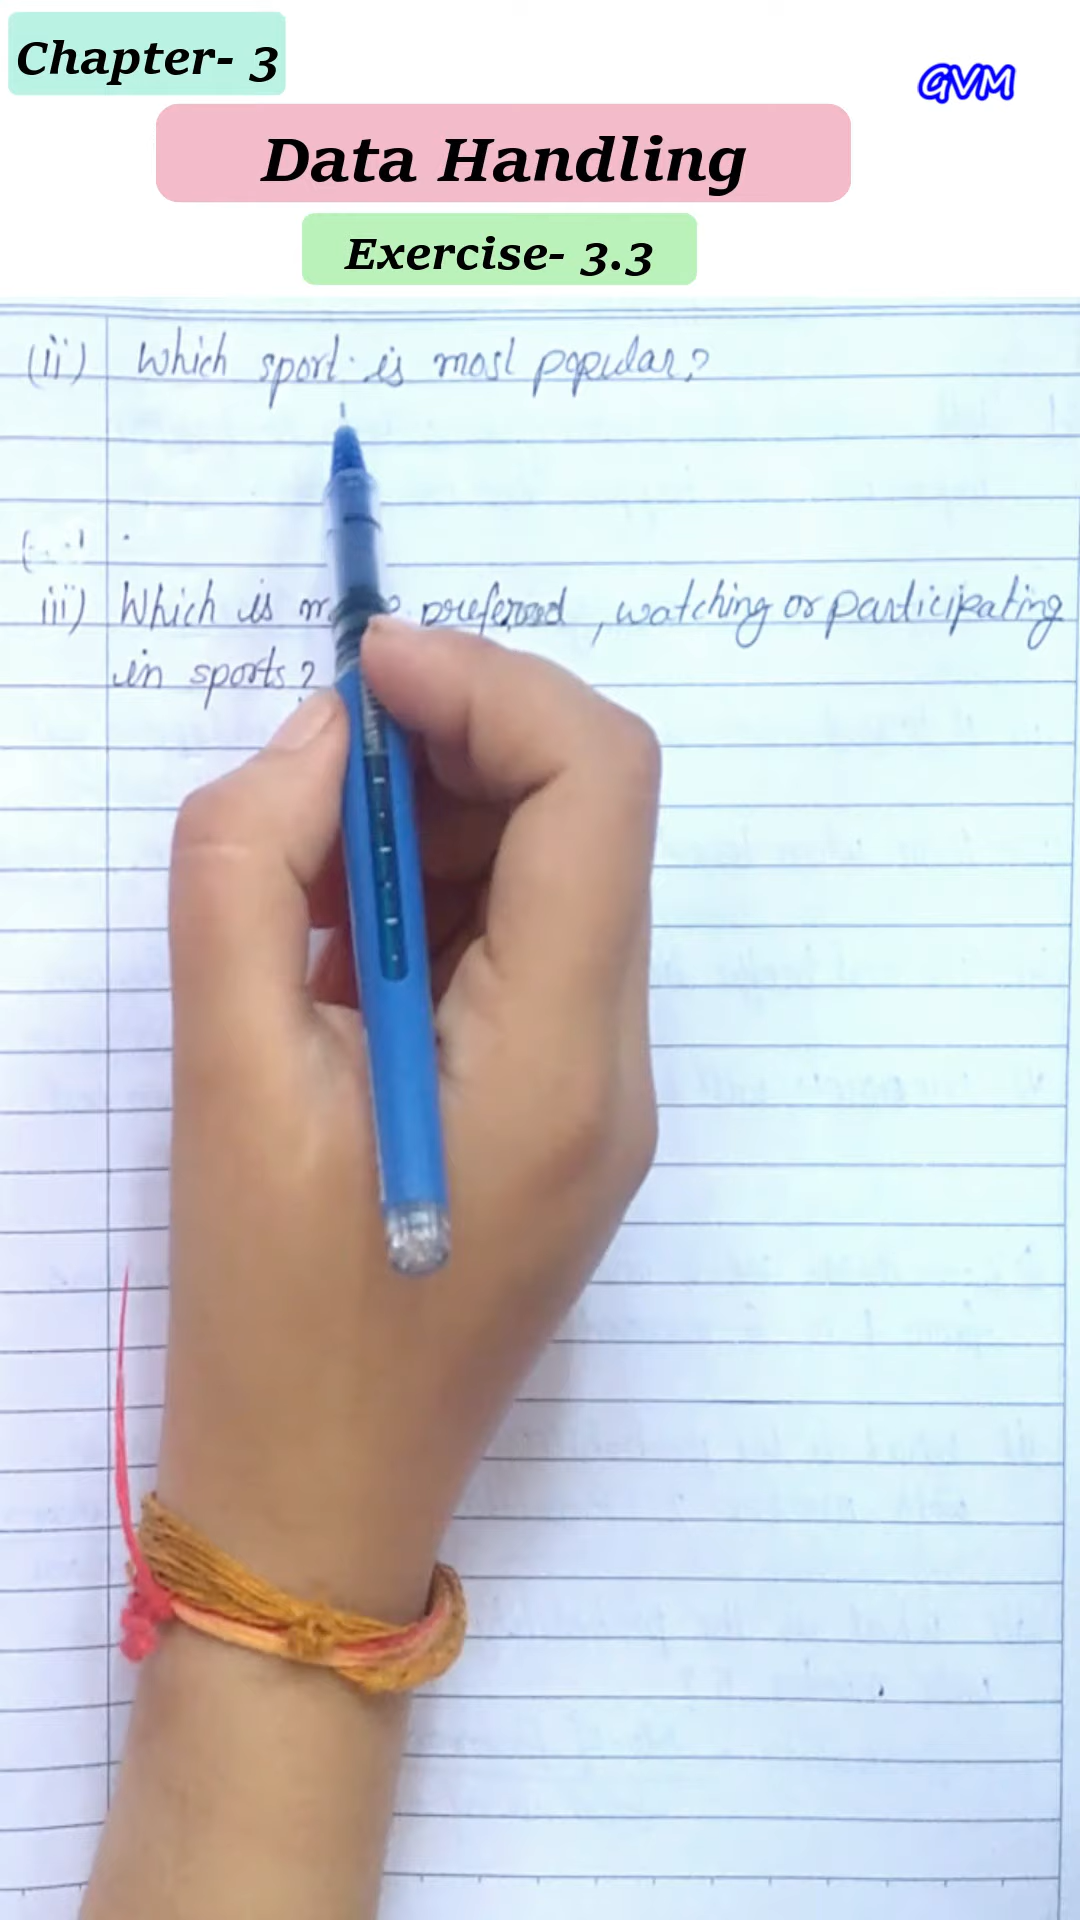 Chapter- 3
GVM
Data Handling
Exercise- 3.3
(ii) Which sport is most popular?
iii) Which is preferred, watching or participating
in sports?